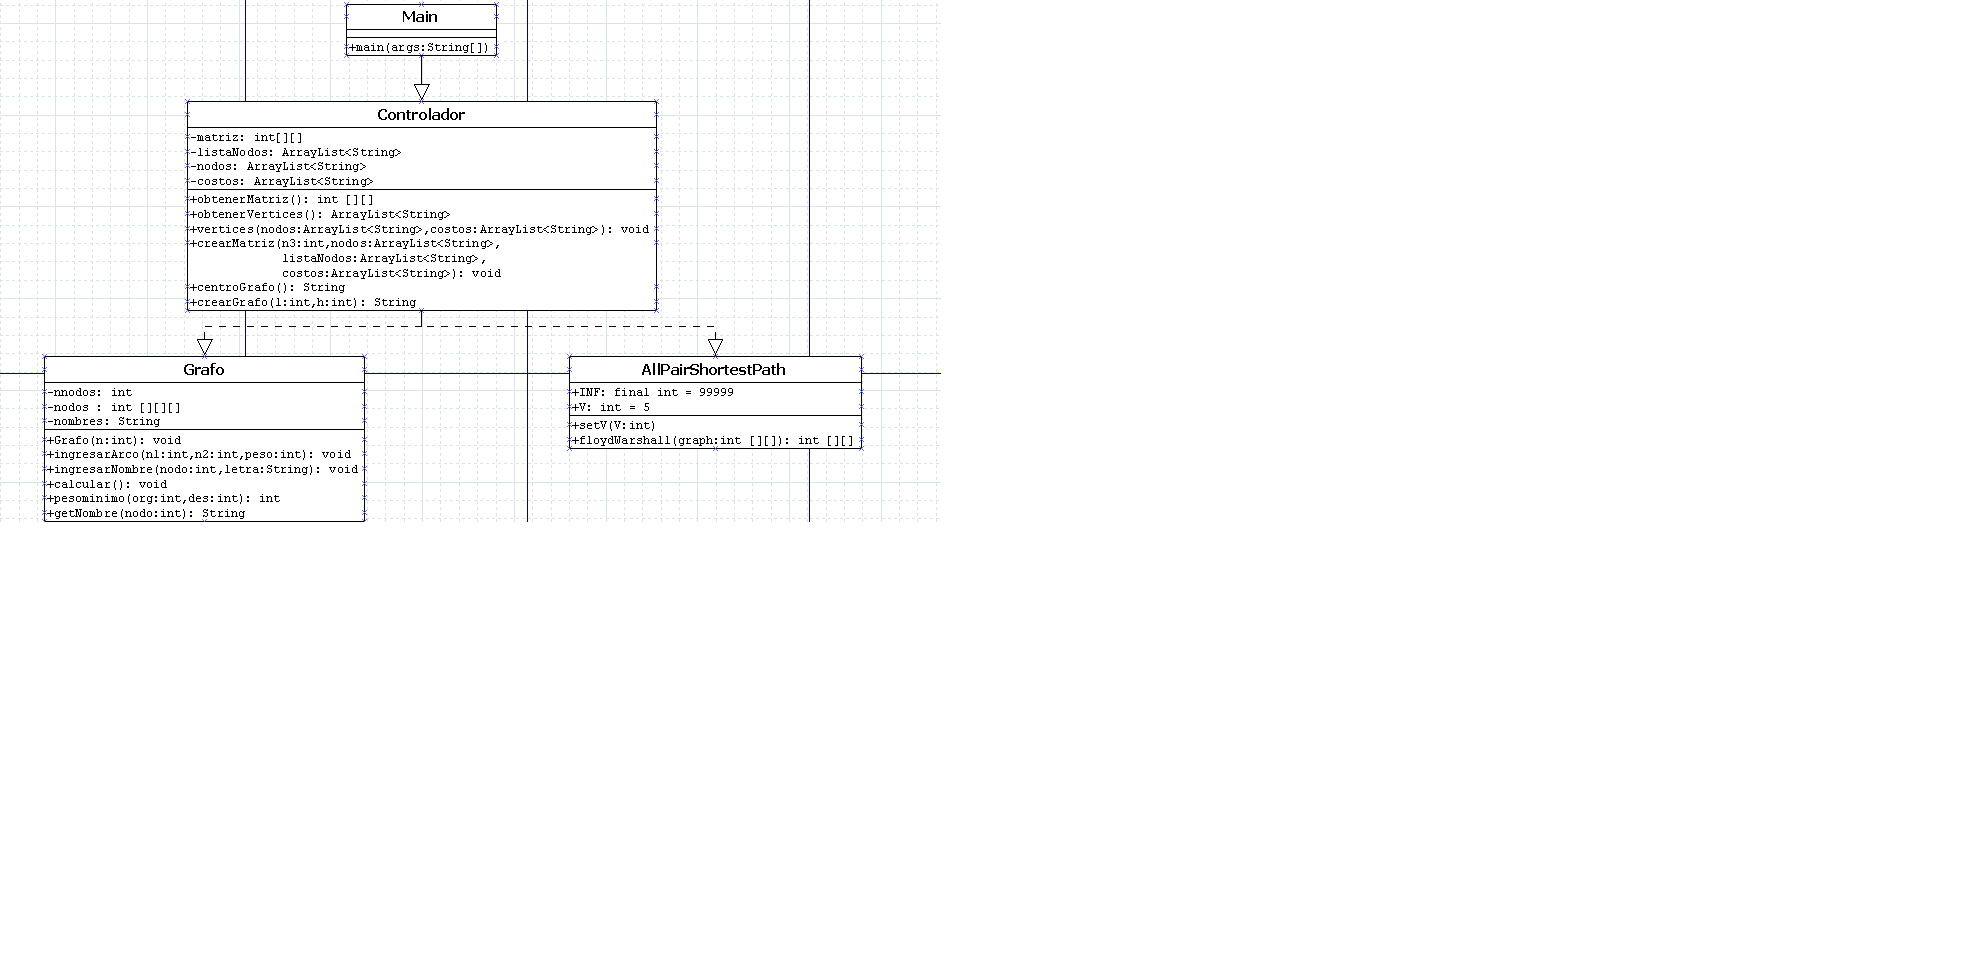 Main
+main(args:String[])
Controlador
-matriz: int[][]
-listaNodos: ArrayList<String>
-nodos: ArrayList<String>
-costos: ArrayList<String>
+obtenerMatriz(): int [][]
+obtenerVertices(): ArrayList<String>
+vertices(nodos:ArrayList<String>,costos:ArrayList<String>): void
+crearMatriz(n3:int,nodos:ArrayList<String>,
listaNodos:ArrayList<String>,
costos:ArrayList<String>): void
+centroGrafo(): String
+crearGrafo(l:int,h:int): String
Grafo
-nnodos: int
-nodos : int [][][]
-nombres: String
+Grafo(n:int): void
+ingresarArco(n1:int,n2:int,peso:int): void
+ingresarNombre(nodo:int,letra:String): void
+calcular(): void
+pesominimo(org:int,des:int): int
+getNombre(nodo:int): String
AllPairShortestPath
+INF: final int = 99999
+V: int = 5
+setV(V:int)
+floydWarshall(graph:int [][]): int [][]